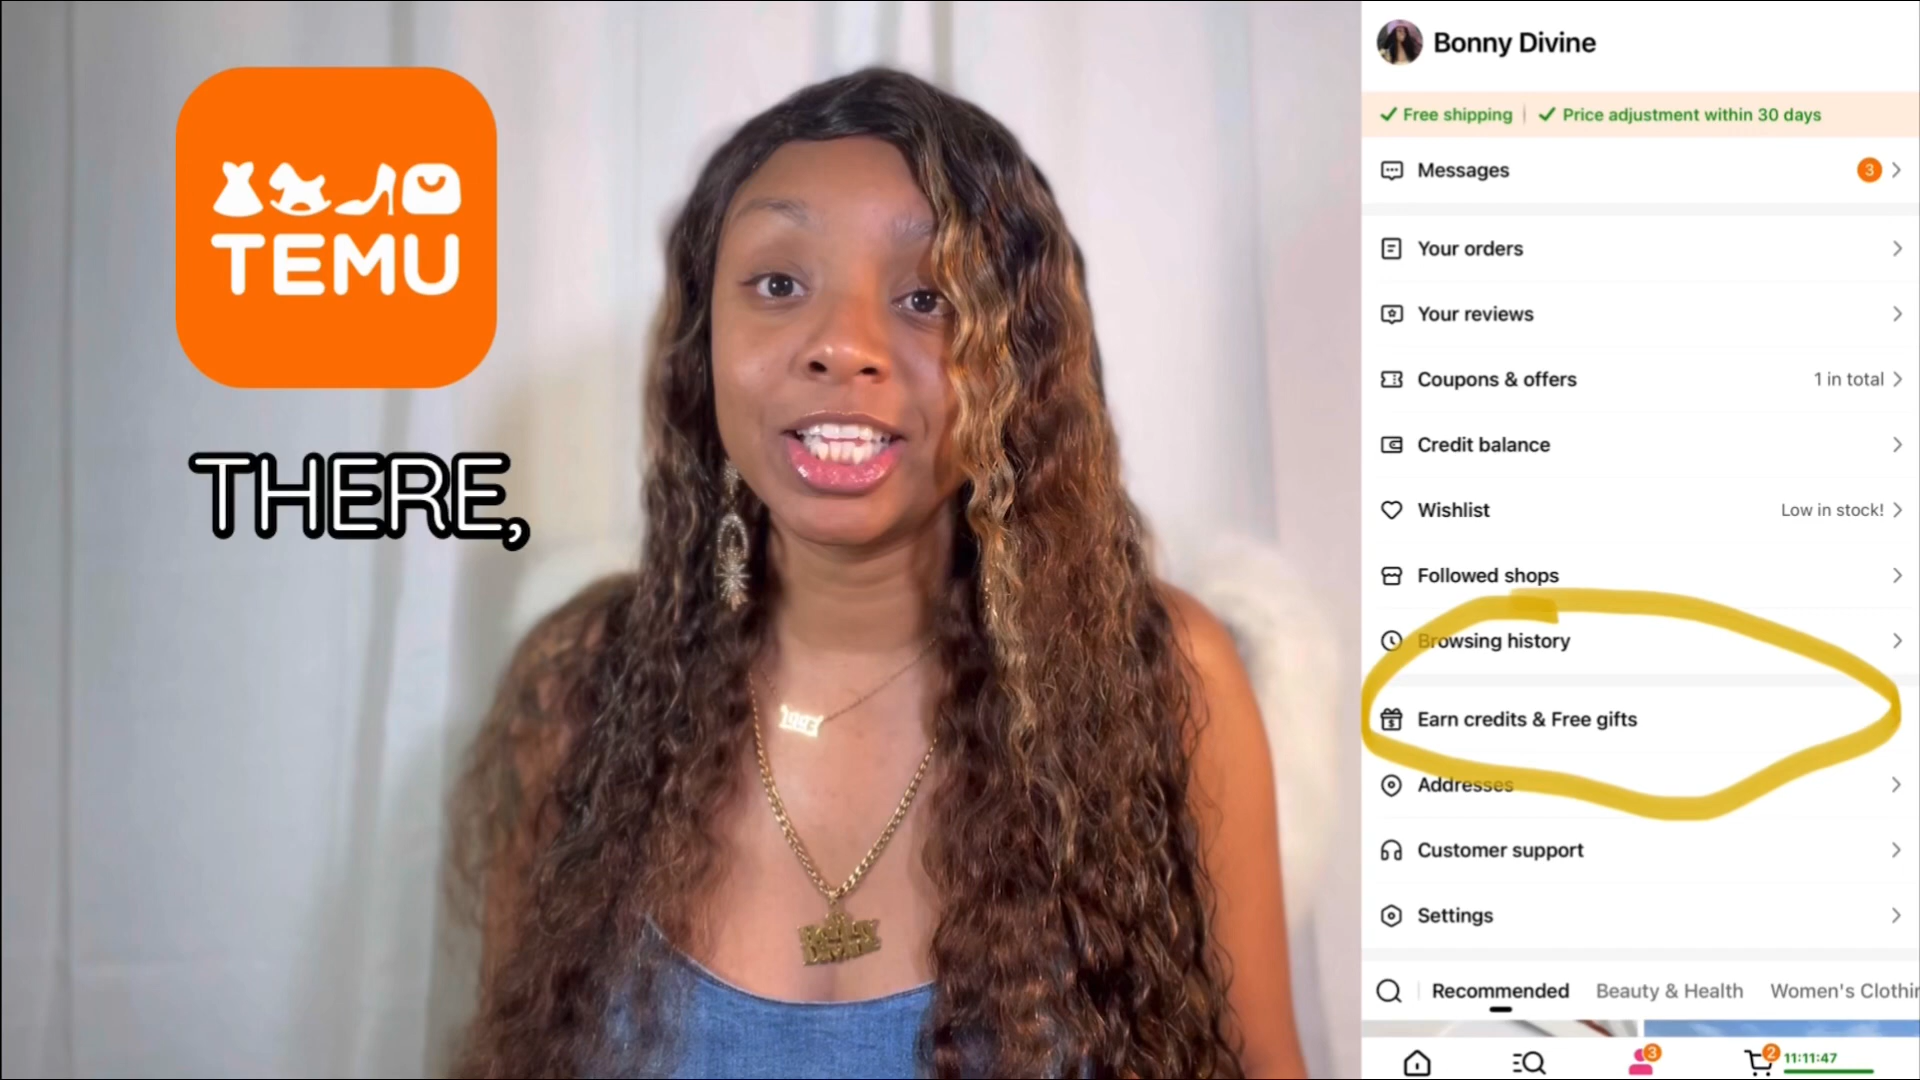 TEMU
THERE,
1993
Bonny Divine
Free shipping | Price adjustment within 30 days
Messages 3
Your orders
Your reviews
Coupons & offers 1 in total
Credit balance
Wishlist Low in stock!
Followed shops
Browsing history
Earn credits & Free gifts
Addresses
Customer support
Settings
Recommended Beauty & Health Women's Clothin
3 2 11:11:47